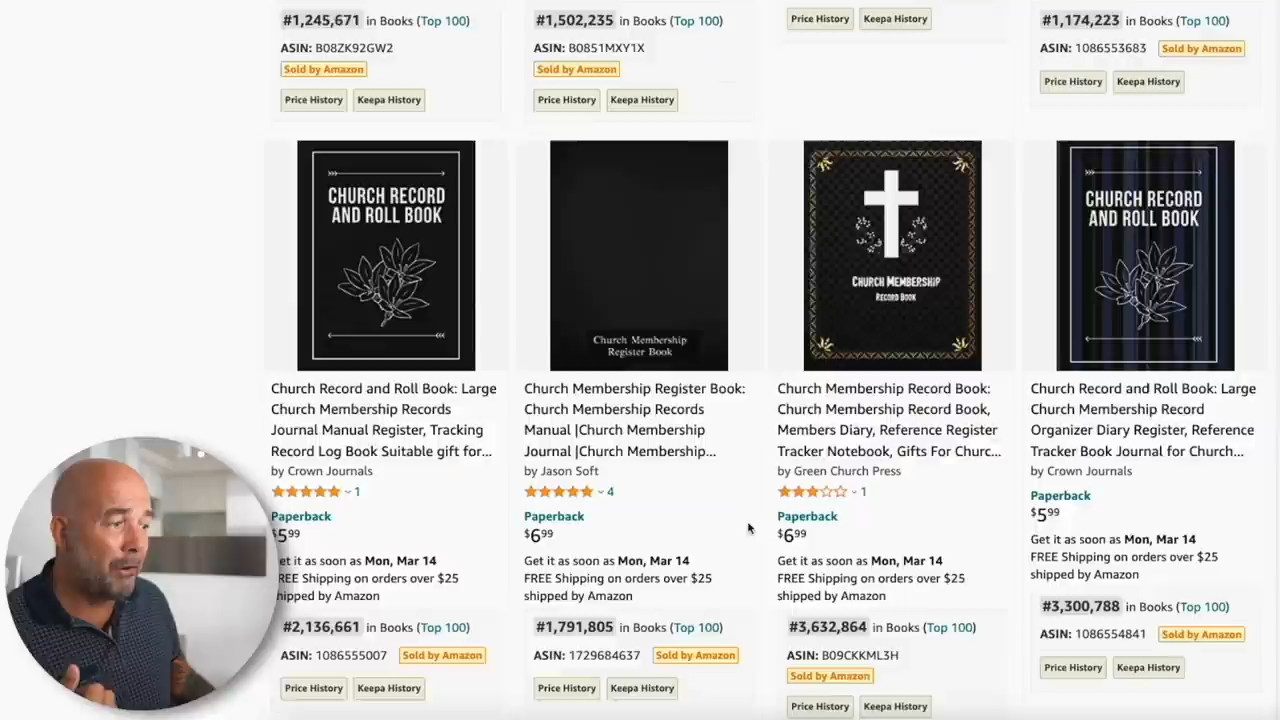 #1,245,671 in Books (Top 100)
ASIN: B08ZK92GW2
Sold by Amazon
Price History Keepa History
#1,502,235 in Books (Top 100)
ASIN: B0851MXY1X
Sold by Amazon
Price History Keepa History
Price History Keepa History
#1,174,223 in Books (Top 100)
ASIN: 1086553683 Sold by Amazon
Price History Keepa History
CHURCH RECORD
AND ROLL BOOK
Church Record and Roll Book: Large
Church Membership Records
Journal Manual Register, Tracking
Record Log Book Suitable gift for...
by Crown Journals
1
Paperback
$599
Get it as soon as Mon, Mar 14
FREE Shipping on orders over $25
shipped by Amazon
#2,136,661 in Books (Top 100)
ASIN: 1086555007 Sold by Amazon
Price History Keepa History
Church Membership
Register Book
Church Membership Register Book:
Church Membership Records
Manual |Church Membership
Journal |Church Membership...
by Jason Soft
4
Paperback
$699
Get it as soon as Mon, Mar 14
FREE Shipping on orders over $25
shipped by Amazon
#1,791,805 in Books (Top 100)
ASIN: 1729684637 Sold by Amazon
Price History Keepa History
CHURCH MEMBERSHIP
RECORD BOOK
Church Membership Record Book:
Church Membership Record Book,
Members Diary, Reference Register
Tracker Notebook, Gifts For Churc...
by Green Church Press
1
Paperback
$699
Get it as soon as Mon, Mar 14
FREE Shipping on orders over $25
shipped by Amazon
#3,632,864 in Books (Top 100)
ASIN: B09CKKML3H
Sold by Amazon
Price History Keepa History
CHURCH RECORD
AND ROLL BOOK
Church Record and Roll Book: Large
Church Membership Record
Organizer Diary Register, Reference
Tracker Book Journal for Church...
by Crown Journals
Paperback
$599
Get it as soon as Mon, Mar 14
FREE Shipping on orders over $25
shipped by Amazon
#3,300,788 in Books (Top 100)
ASIN: 1086554841 Sold by Amazon
Price History Keepa History